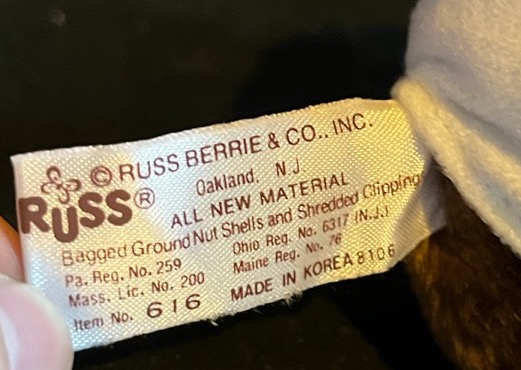 © RUSS BERRIE & CO., INC.
RUSS® Oakland, N.J
ALL NEW MATERIAL
Bagged Ground Nut Shells and Shredded Clipping
Pa. Reg. No. 259 Ohio Reg. No. 6317 (N.J.)
Mass. Lic. No. 200 Maine Reg. No. 76
Item No. 616 MADE IN KOREA 8106